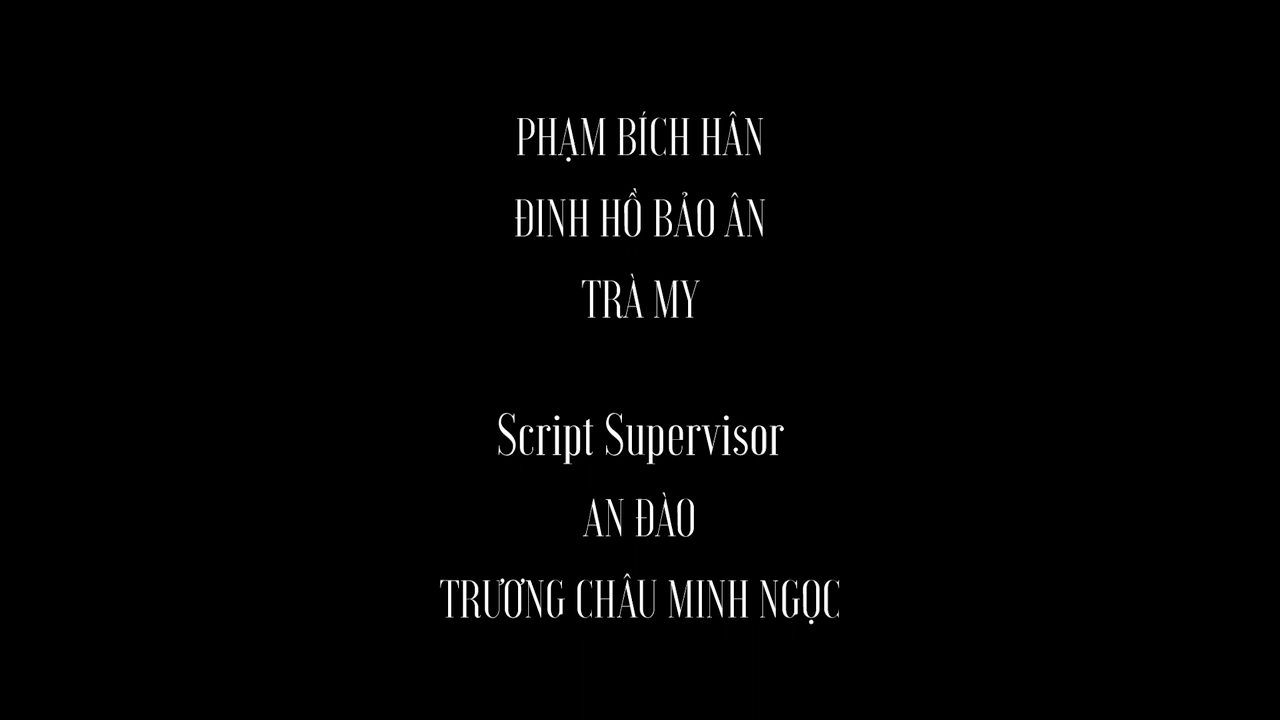 PHẠM BÍCH HÂN
ĐINH HỒ BẢO ÂN
TRÀ MY
Script Supervisor
AN ĐÀO
TRƯƠNG CHÂU MINH NGỌC